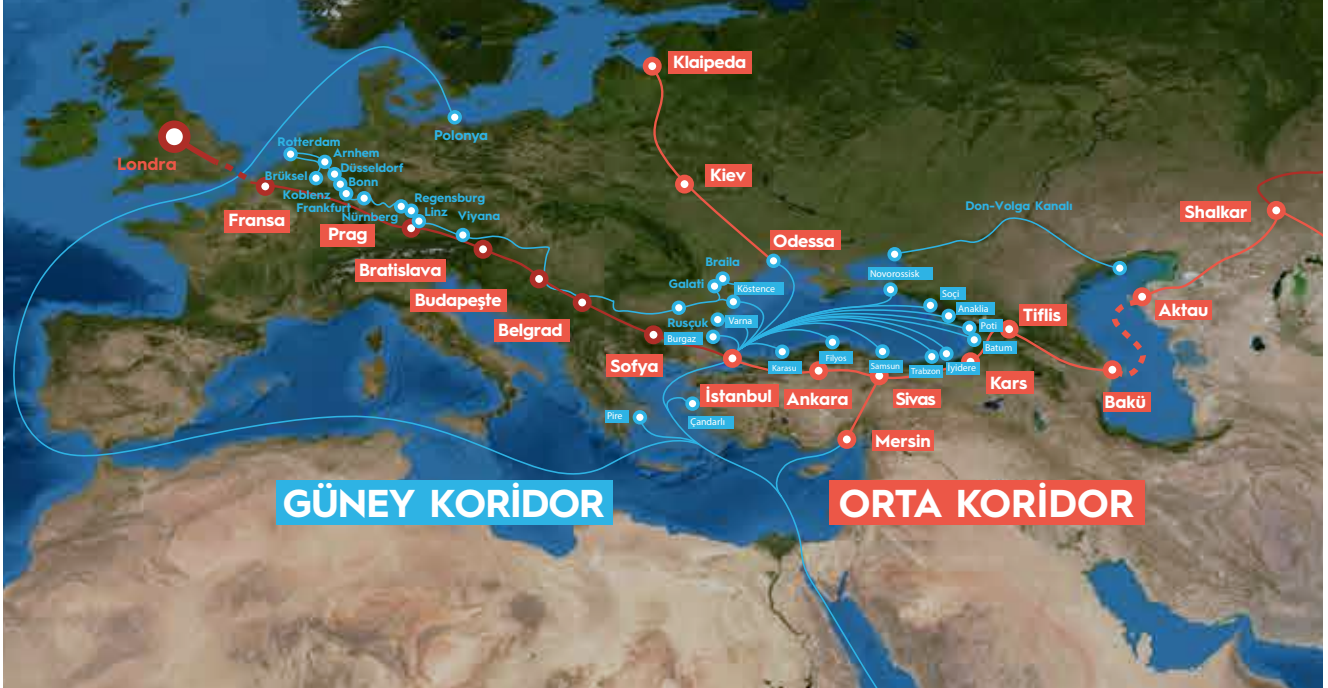 Klaipeda
Polonya
Londra
Rotterdam
Arnhem
Düsseldorf
Brüksel
Bonn
Koblenz
Frankfurt
Nürnberg
Regensburg
Linz
Viyana
Kiev
Fransa
Prag
Don-Volga Kanalı
Shalkar
Odessa
Bratislava
Braila
Galati
Köstence
Novorossisk
Budapeşte
Soçi
Anaklia
Aktau
Belgrad
Rusçuk
Varna
Poti
Tiflis
Burgaz
Batum
Sofya
Karasu
Filyos
Samsun
Trabzon
İyidere
Kars
İstanbul
Ankara
Sivas
Bakü
Pire
Çandarlı
Mersin
GÜNEY KORİDOR
ORTA KORİDOR